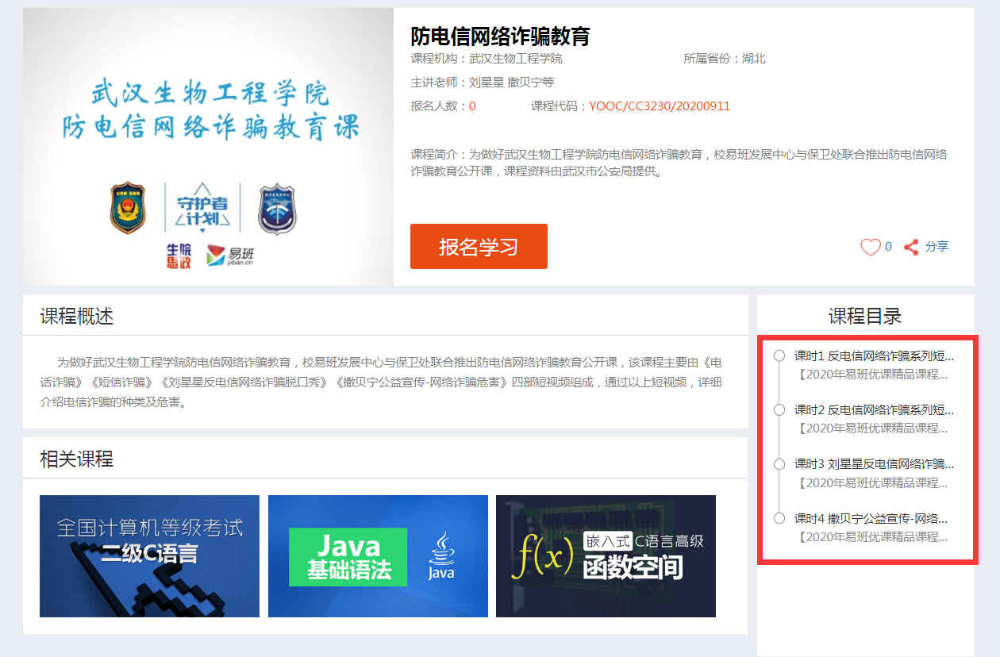 武汉生物工程学院
防电信网络诈骗教育课
守护者
计划
生院
思政
易班
yiban.cn
防电信网络诈骗教育
课程机构：武汉生物工程学院 所属省份：湖北
主讲老师：刘星星 撒贝宁等
报名人数：0 课程代码：YOOC/CC3230/20200911
课程简介：为做好武汉生物工程学院防电信网络诈骗教育，校易班发展中心与保卫处联合推出防电信网络
诈骗教育公开课，课程资料由武汉市公安局提供。
报名学习
0 分享
课程概述
为做好武汉生物工程学院防电信网络诈骗教育，校易班发展中心与保卫处联合推出防电信网络诈骗教育公开课，该课程主要由《电
话诈骗》《短信诈骗》《刘星星反电信网络诈骗脱口秀》《撒贝宁公益宣传-网络诈骗危害》四部短视频组成，通过以上短视频，详细
介绍电信诈骗的种类及危害。
相关课程
全国计算机等级考试
二级C语言
Java
基础语法
Java
f(x)
嵌入式 C语言高级
函数空间
课程目录
课时1 反电信网络诈骗系列短...
【2020年易班优课精品课程...
课时2 反电信网络诈骗系列短...
【2020年易班优课精品课程...
课时3 刘星星反电信网络诈骗...
【2020年易班优课精品课程...
课时4 撒贝宁公益宣传-网络...
【2020年易班优课精品课程...